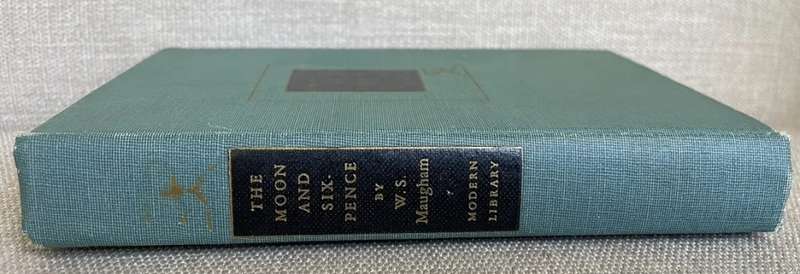 THE
MOON
AND
SIX-
PENCE
BY
W. S.
Maugham
MODERN
LIBRARY